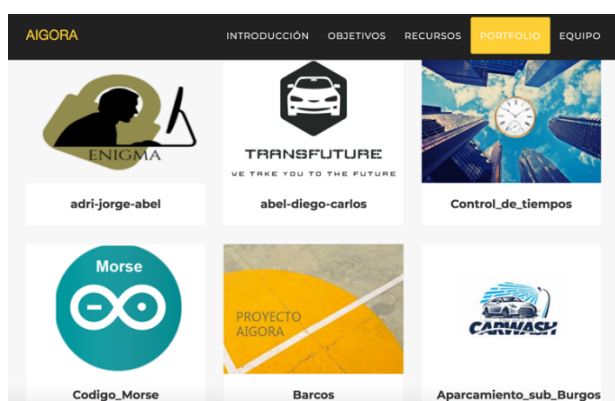 AIGORA INTRODUCCIÓN OBJETIVOS RECURSOS PORTFOLIO EQUIPO
ENIGMA
adri-jorge-abel
TRANSFUTURE
WE TAKE YOU TO THE FUTURE
abel-diego-carlos
Control_de_tiempos
Morse
Codigo_Morse
PROYECTO
AIGORA
Barcos
CARWASH
Aparcamiento_sub_Burgos